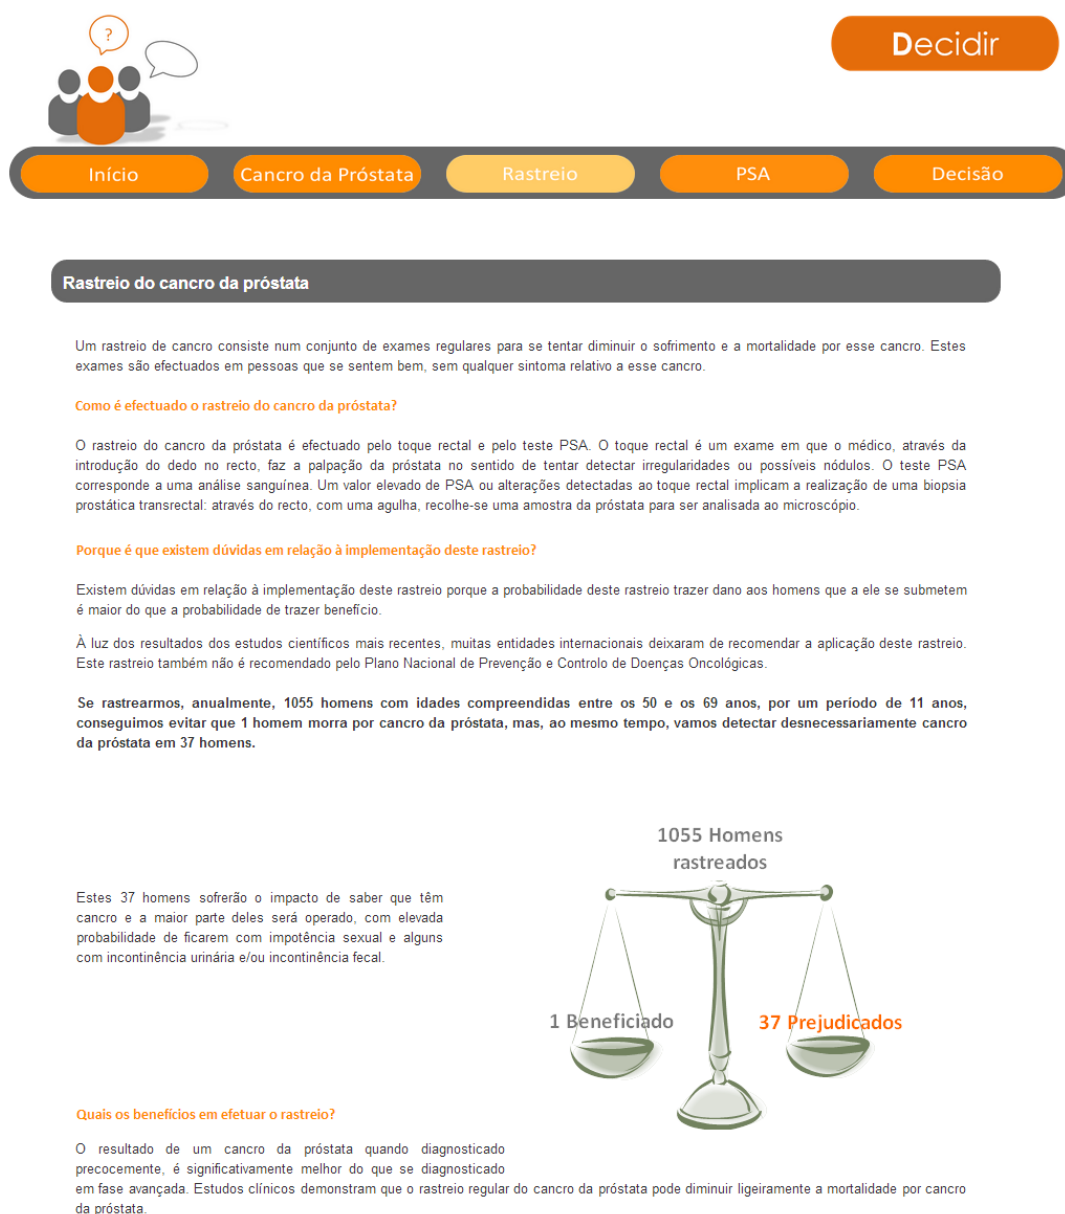 ?
Decidir
Início
Cancro da Próstata
Rastreio
PSA
Decisão
Rastreio do cancro da próstata
Um rastreio de cancro consiste num conjunto de exames regulares para se tentar diminuir o sofrimento e a mortalidade por esse cancro. Estes
exames são efectuados em pessoas que se sentem bem, sem qualquer sintoma relativo a esse cancro.
Como é efectuado o rastreio do cancro da próstata?
O rastreio do cancro da próstata é efectuado pelo toque rectal e pelo teste PSA. O toque rectal é um exame em que o médico, através da
introdução do dedo no recto, faz a palpação da próstata no sentido de tentar detectar irregularidades ou possíveis nódulos. O teste PSA
corresponde a uma análise sanguínea. Um valor elevado de PSA ou alterações detectadas ao toque rectal implicam a realização de uma biopsia
prostática transrectal: através do recto, com uma agulha, recolhe-se uma amostra da próstata para ser analisada ao microscópio.
Porque é que existem dúvidas em relação à implementação deste rastreio?
Existem dúvidas em relação à implementação deste rastreio porque a probabilidade deste rastreio trazer dano aos homens que a ele se submetem
é maior do que a probabilidade de trazer benefício.
À luz dos resultados dos estudos científicos mais recentes, muitas entidades internacionais deixaram de recomendar a aplicação deste rastreio.
Este rastreio também não é recomendado pelo Plano Nacional de Prevenção e Controlo de Doenças Oncológicas.
Se rastrearmos, anualmente, 1055 homens com idades compreendidas entre os 50 e os 69 anos, por um período de 11 anos,
conseguimos evitar que 1 homem morra por cancro da próstata, mas, ao mesmo tempo, vamos detectar desnecessariamente cancro
da próstata em 37 homens.
1055 Homens
rastreados
Estes 37 homens sofrerão o impacto de saber que têm
cancro e a maior parte deles será operado, com elevada
probabilidade de ficarem com impotência sexual e alguns
com incontinência urinária e/ou incontinência fecal.
1 Beneficiado
37 Prejudicados
Quais os benefícios em efetuar o rastreio?
O resultado de um cancro da próstata quando diagnosticado
precocemente, é significativamente melhor do que se diagnosticado
em fase avançada. Estudos clínicos demonstram que o rastreio regular do cancro da próstata pode diminuir ligeiramente a mortalidade por cancro
da próstata.